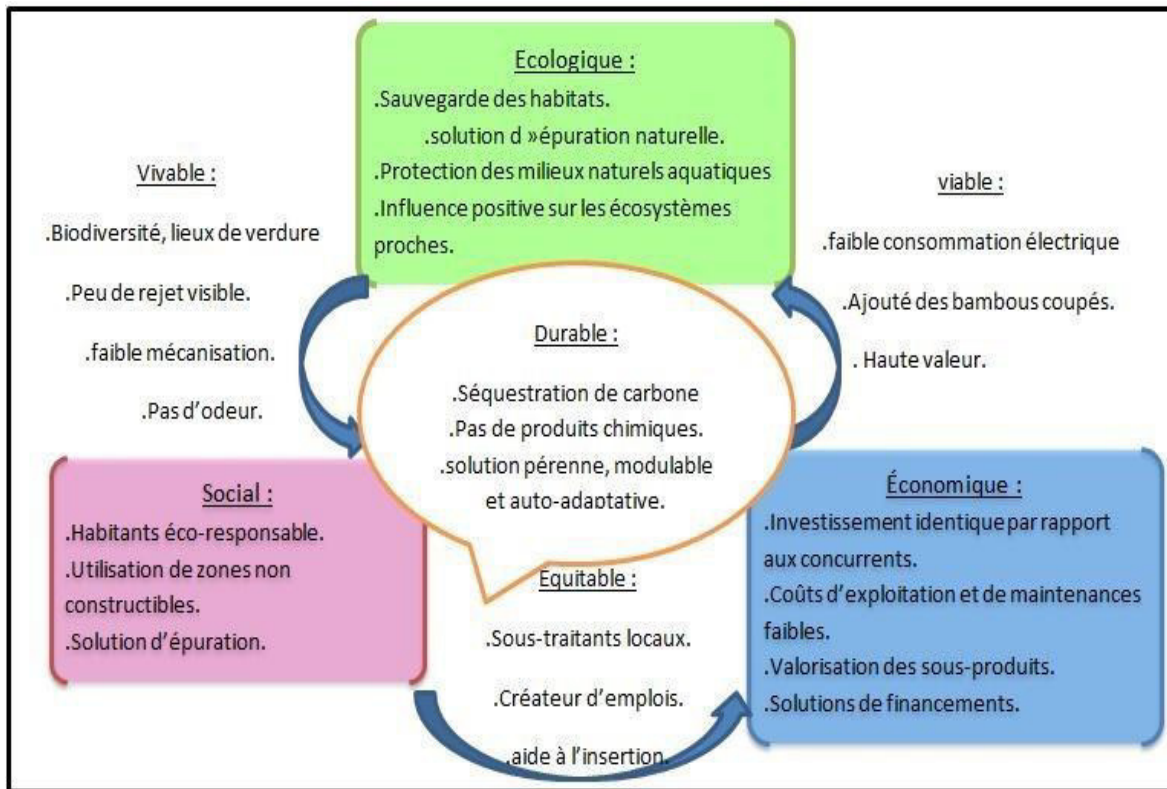 Ecologique :
.Sauvegarde des habitats.
.solution d »épuration naturelle.
.Protection des milieux naturels aquatiques
.Influence positive sur les écosystèmes
proches.
Vivable :
.Biodiversité, lieux de verdure
.Peu de rejet visible.
.faible mécanisation.
.Pas d’odeur.
viable :
.faible consommation électrique
.Ajouté des bambous coupés.
. Haute valeur.
Durable :
.Séquestration de carbone
.Pas de produits chimiques.
.solution pérenne, modulable
et auto-adaptative.
Social :
.Habitants éco-responsable.
.Utilisation de zones non
constructibles.
.Solution d’épuration.
Equitable :
.Sous-traitants locaux.
.Créateur d’emplois.
.aide à l’insertion.
Économique :
.Investissement identique par rapport
aux concurrents.
.Coûts d’exploitation et de maintenances
faibles.
.Valorisation des sous-produits.
.Solutions de financements.